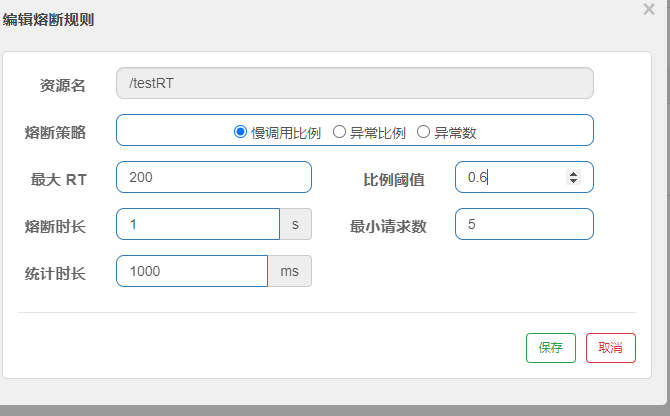 编辑熔断规则 ×
资源名 /testRT
熔断策略 慢调用比例 异常比例 异常数
最大 RT 200 比例阈值 0.6
熔断时长 1 s 最小请求数 5
统计时长 1000 ms
保存 取消